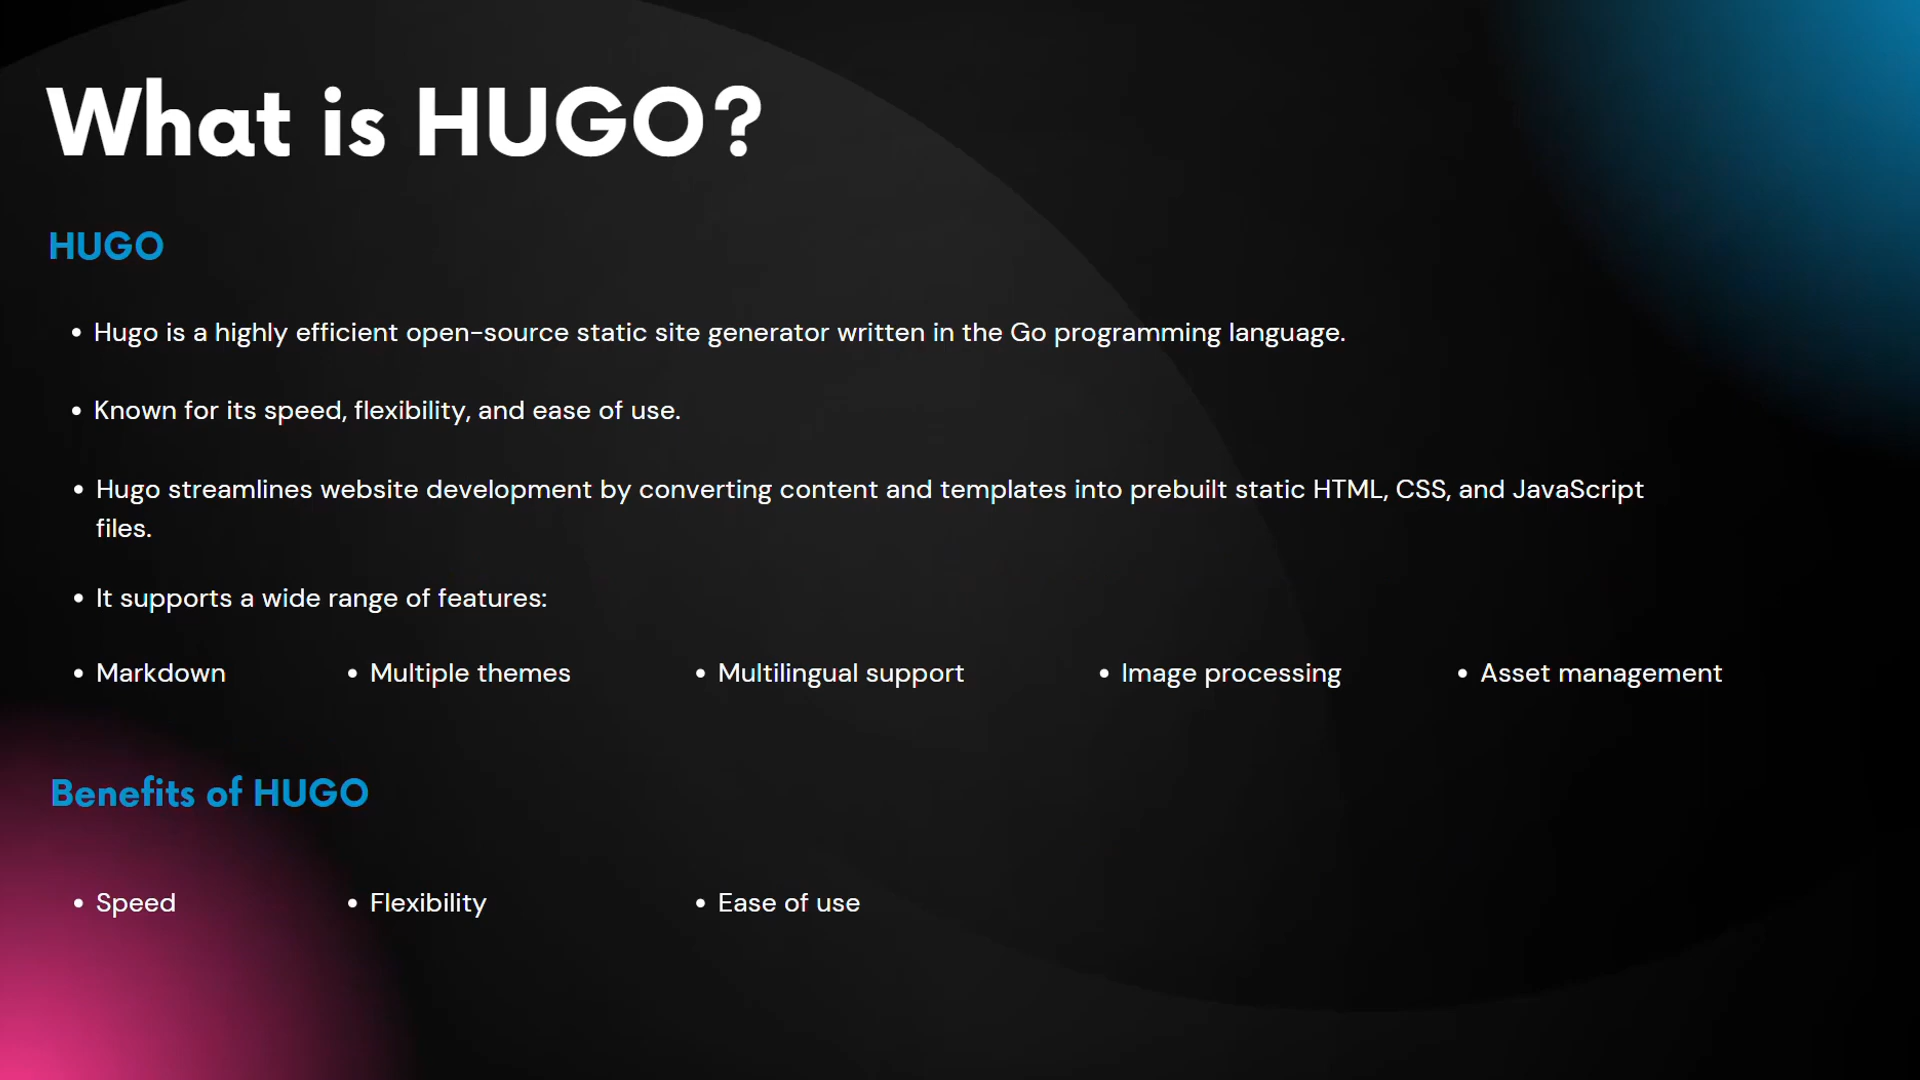 What is HUGO?
HUGO
• Hugo is a highly efficient open-source static site generator written in the Go programming language.
• Known for its speed, flexibility, and ease of use.
• Hugo streamlines website development by converting content and templates into prebuilt static HTML, CSS, and JavaScript
files.
• It supports a wide range of features:
• Markdown • Multiple themes • Multilingual support • Image processing • Asset management
Benefits of HUGO
• Speed • Flexibility • Ease of use